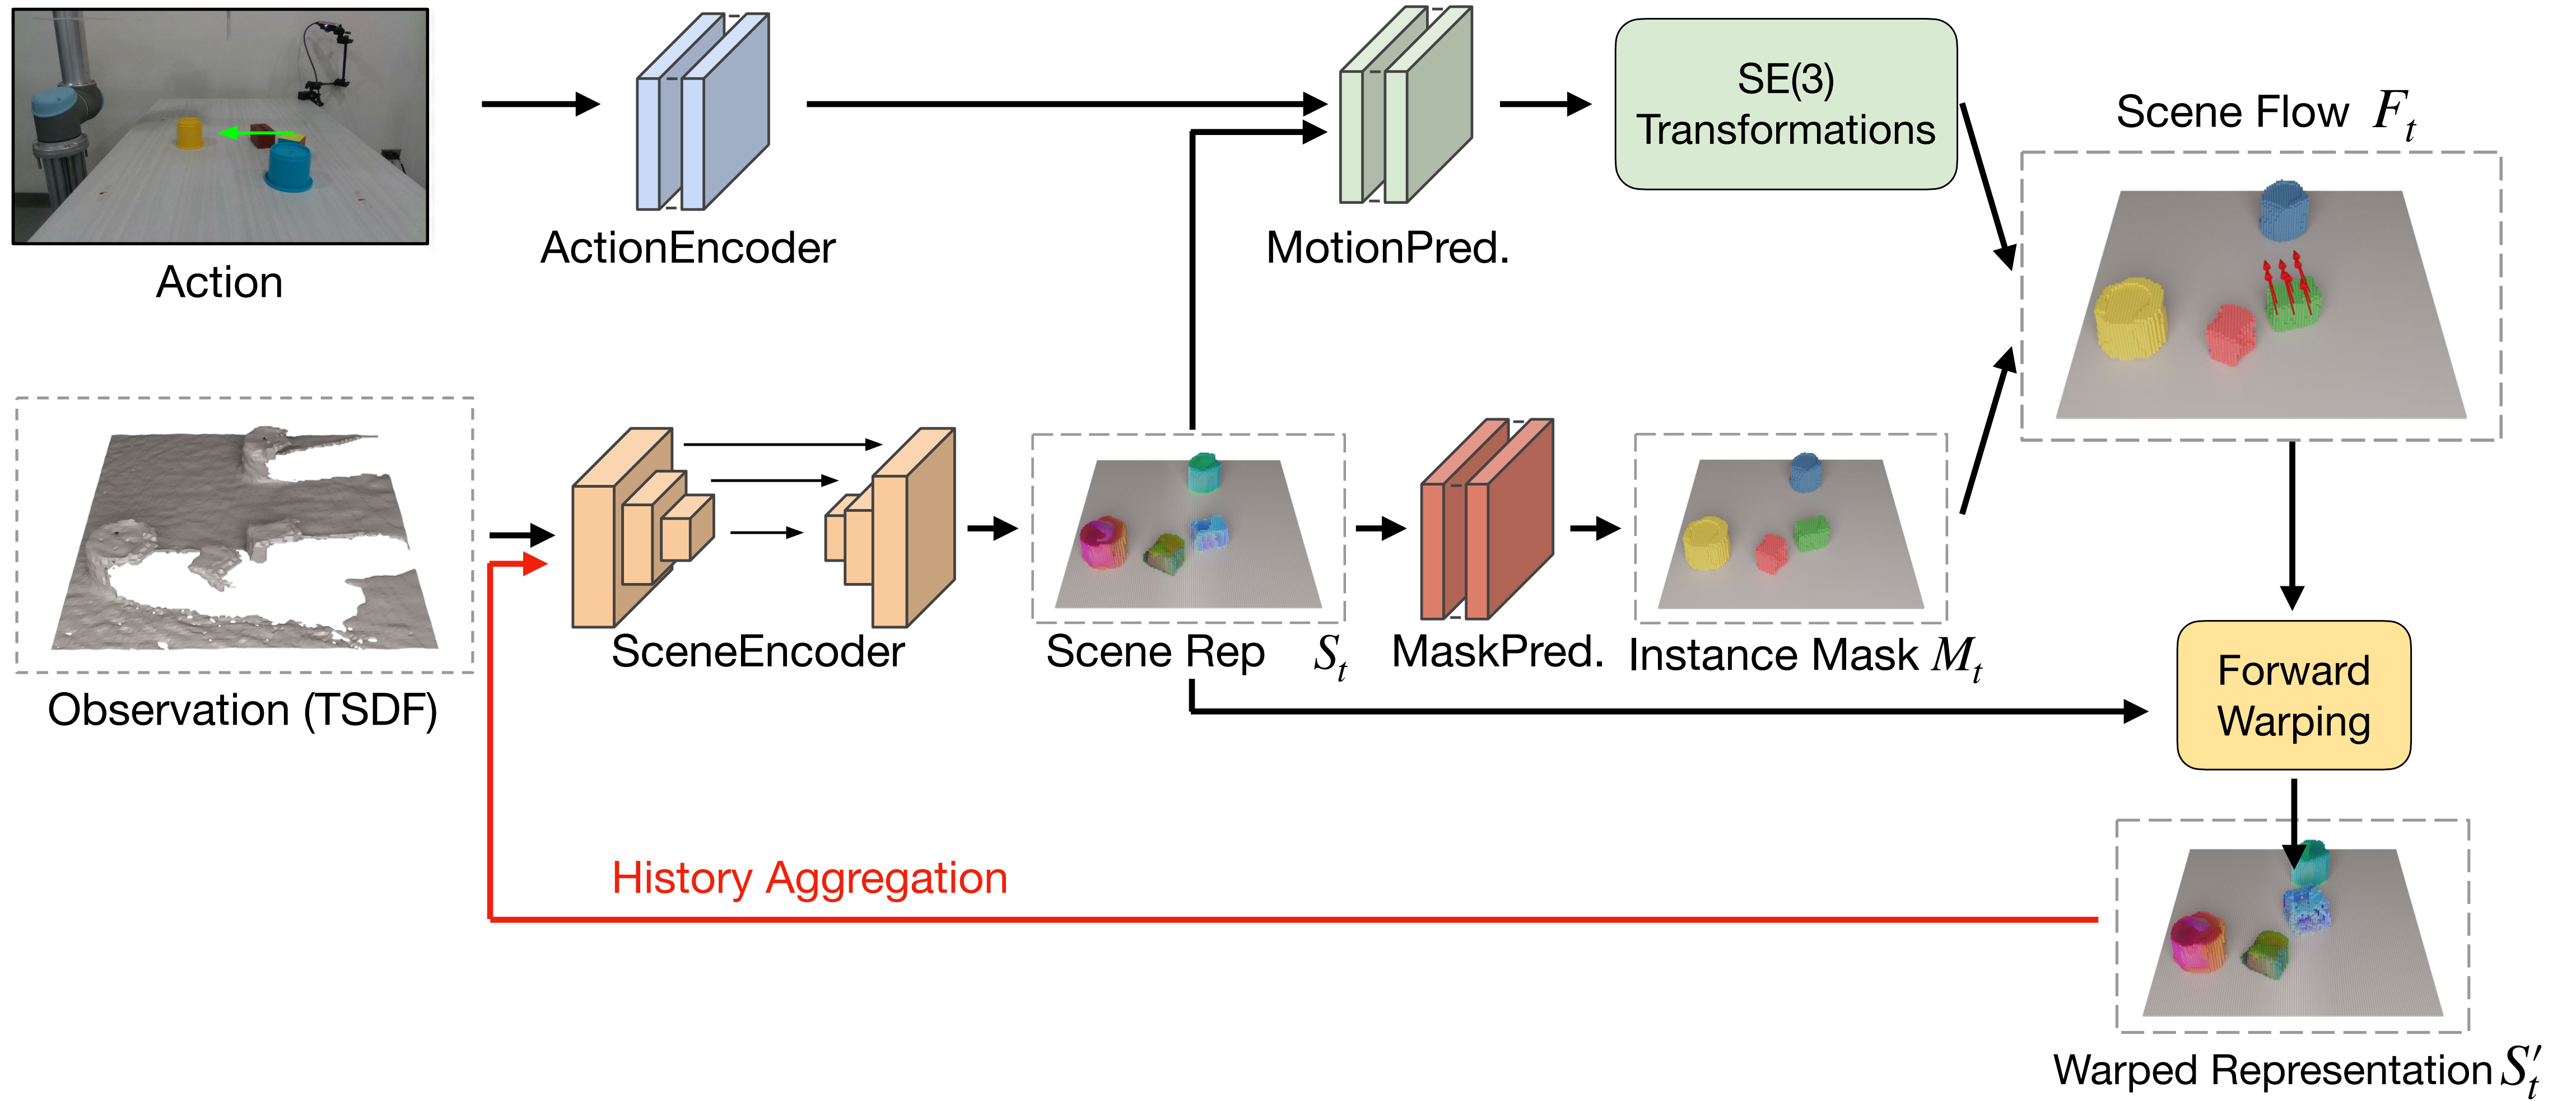 Action
ActionEncoder
MotionPred.
SE(3)
Transformations
Scene Flow F_t
Observation (TSDF)
SceneEncoder
Scene Rep S_t
MaskPred.
Instance Mask M_t
Forward
Warping
History Aggregation
Warped Representation S'_t